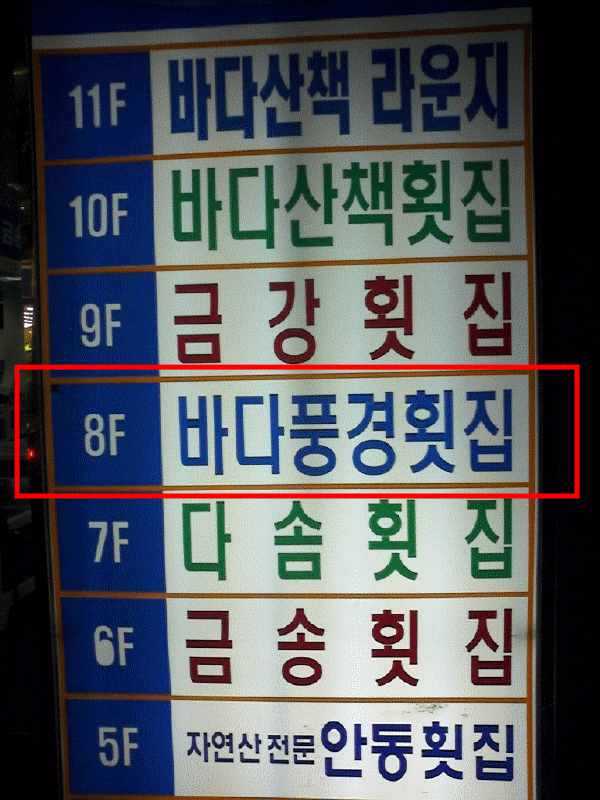 11F 바다산책 라운지
10F 바다산책횟집
9F 금강횟집
8F 바다풍경횟집
7F 다솜횟집
6F 금송횟집
5F 자연산 전문 안동횟집